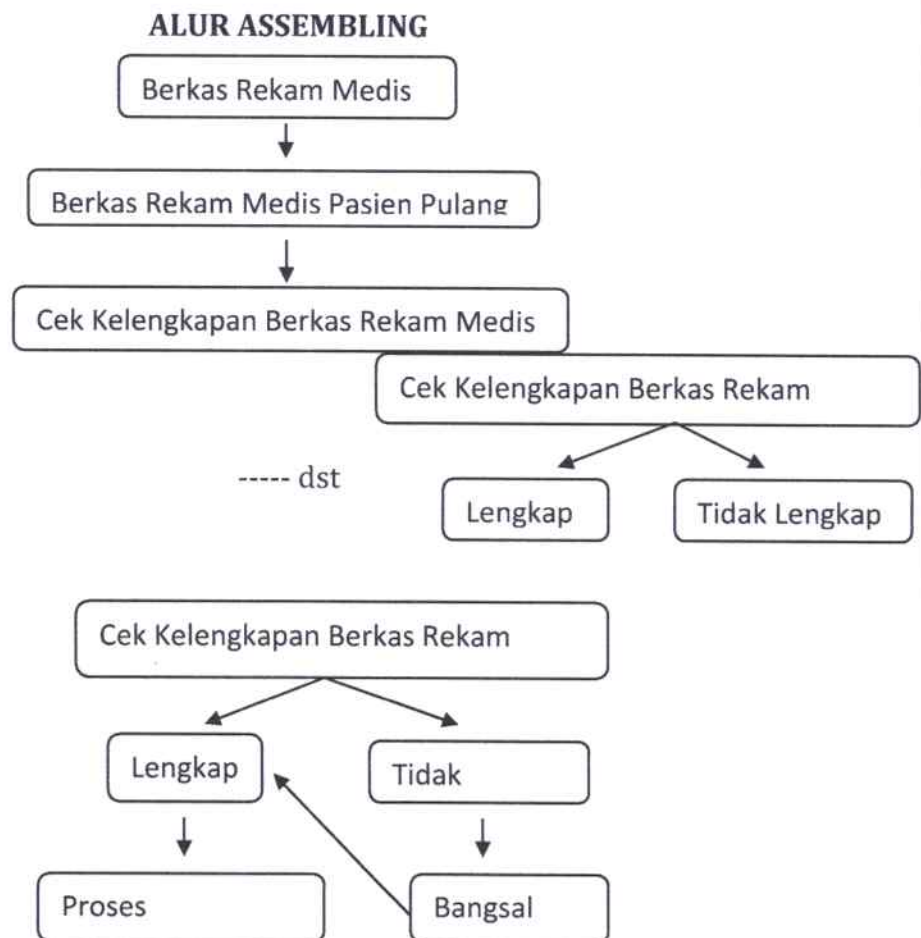 ALUR ASSEMBLING
Berkas Rekam Medis
Berkas Rekam Medis Pasien Pulang
Cek Kelengkapan Berkas Rekam Medis
Cek Kelengkapan Berkas Rekam
----- dst
Lengkap
Tidak Lengkap
Cek Kelengkapan Berkas Rekam
Lengkap
Tidak
Proses
Bangsal